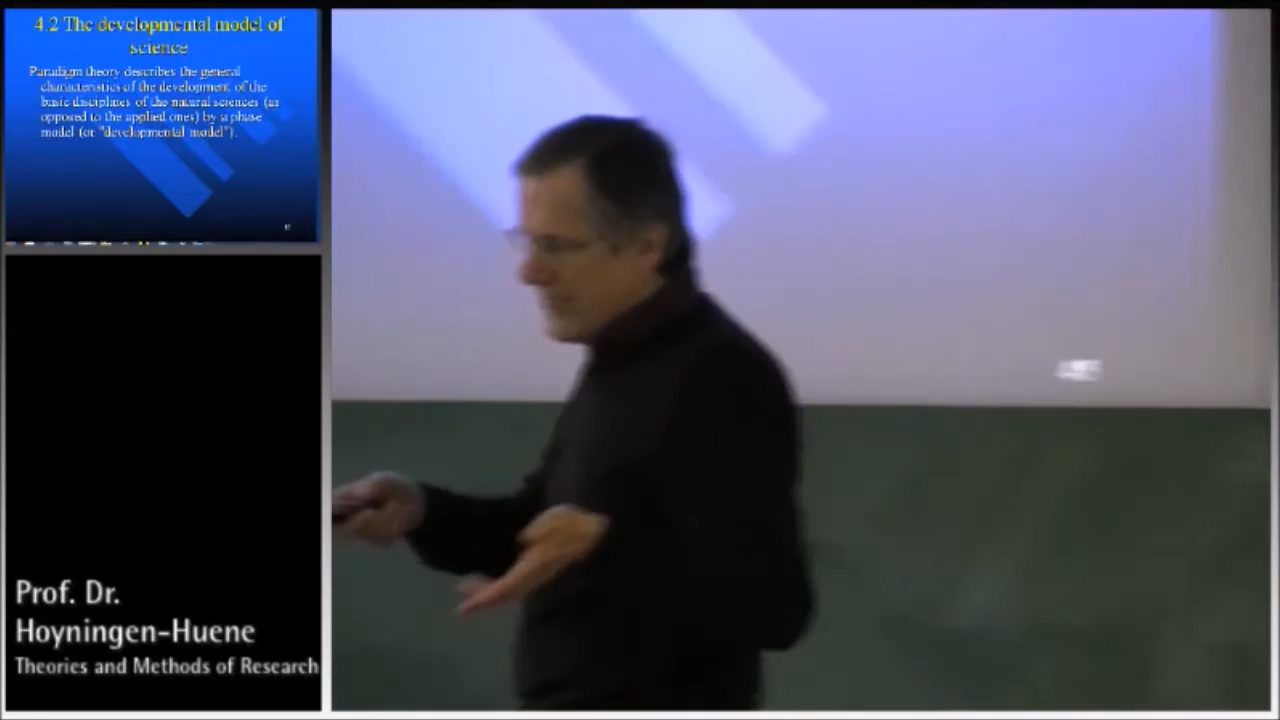 4.2 The developmental model of
science
Paradigm theory describes the general
characteristics of the development of the
basic disciplines of the natural sciences (as
opposed to the applied ones) by a phase
model (or "developmental model").
Prof. Dr.
Hoyningen-Huene
Theories and Methods of Research